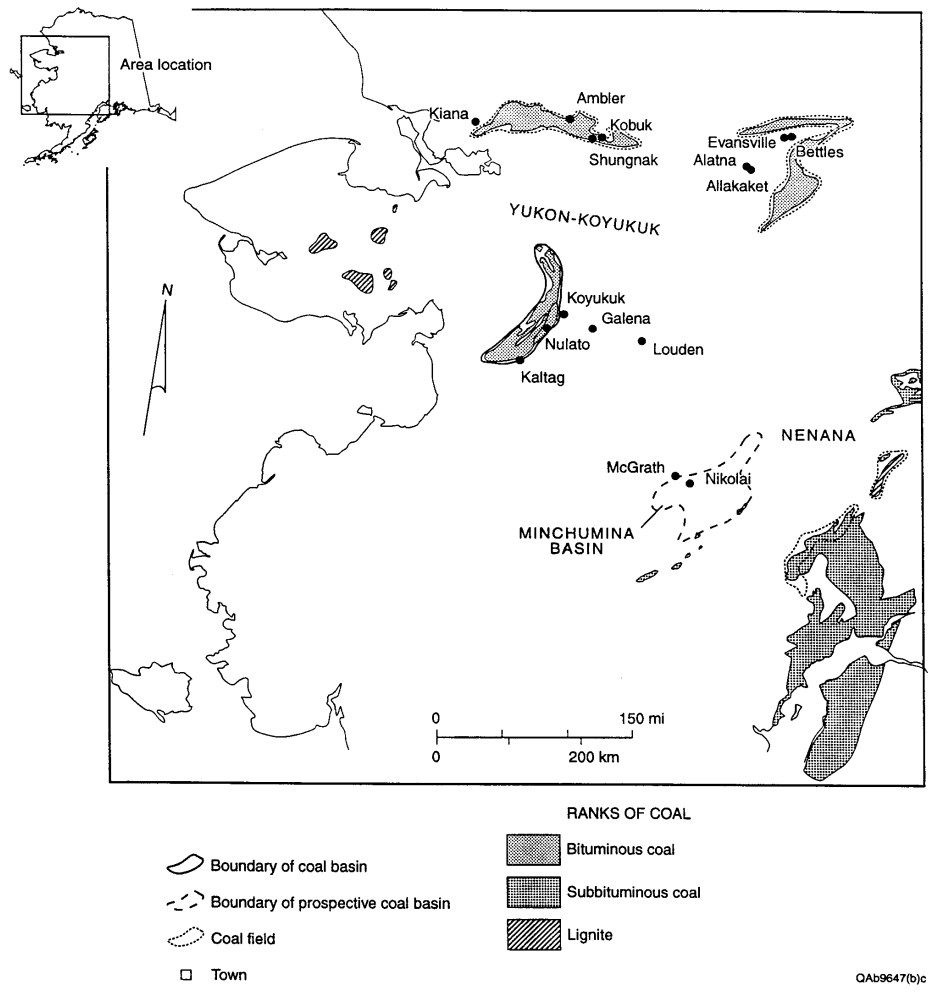 Area location
Kiana
Ambler
Kobuk
Shungnak
Evansville
Bettles
Alatna
Allakaket
YUKON-KOYUKUK
N
Koyukuk
Galena
Nulato
Louden
Kaltag
NENANA
McGrath
Nikolai
MINCHUMINA
BASIN
0 150 mi
0 200 km
RANKS OF COAL
Boundary of coal basin
Bituminous coal
Boundary of prospective coal basin
Subbituminous coal
Coal field
Lignite
Town
QAb9647(b)c